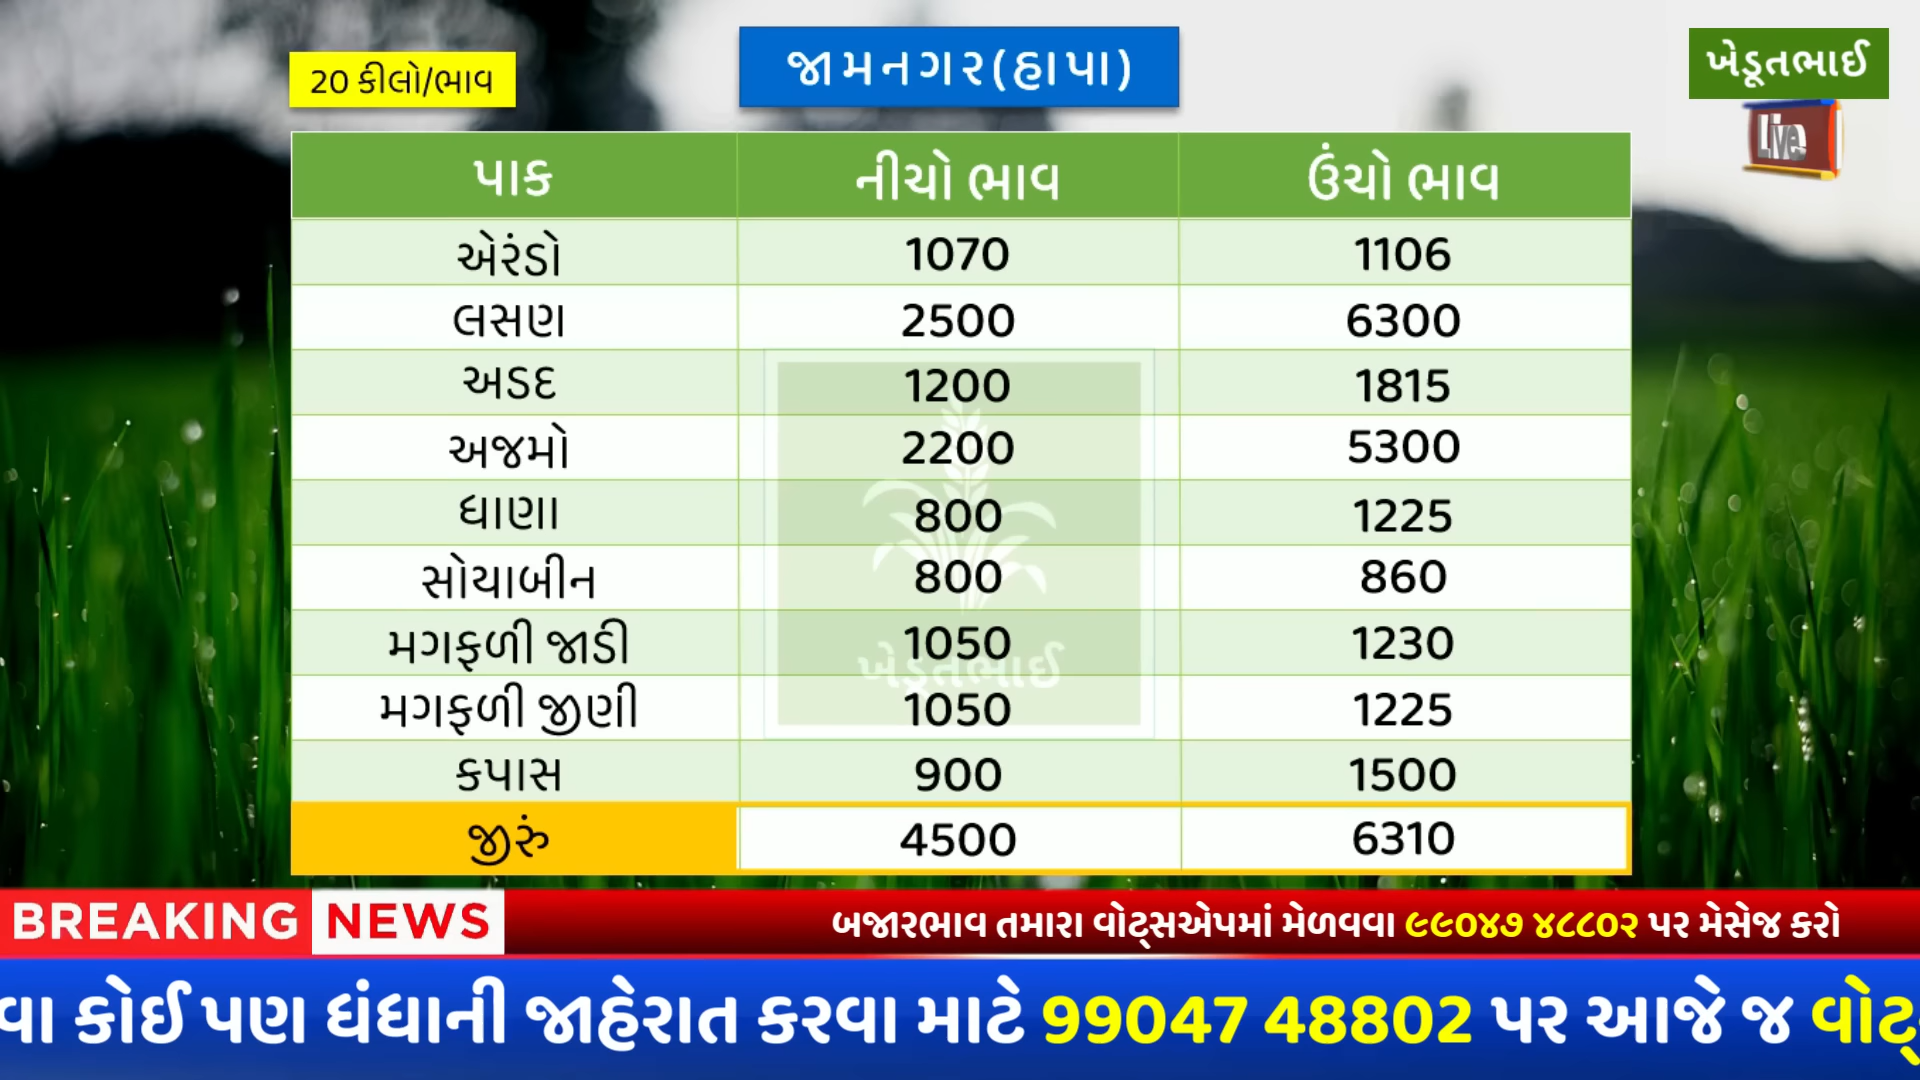 20 કીલો/ભાવ
જામનગર(હાપા)
ખેડૂતભાઈ
Live
પાક નીચો ભાવ ઉંચો ભાવ
એરંડો 1070 1106
લસણ 2500 6300
અડદ 1200 1815
અજમો 2200 5300
ધાણા 800 1225
સોયાબીન 800 860
મગફળી જાડી 1050 1230
ખેડૂતભાઈ
મગફળી જીણી 1050 1225
કપાસ 900 1500
જીરું 4500 6310
BREAKING NEWS
બજારભાવ તમારા વોટ્સએપમાં મેળવવા ૯૯૦૪૭ ૪૮૮૦૨ પર મેસેજ કરો
વા કોઈ પણ ધંધાની જાહેરાત કરવા માટે 99047 48802 પર આજે જ